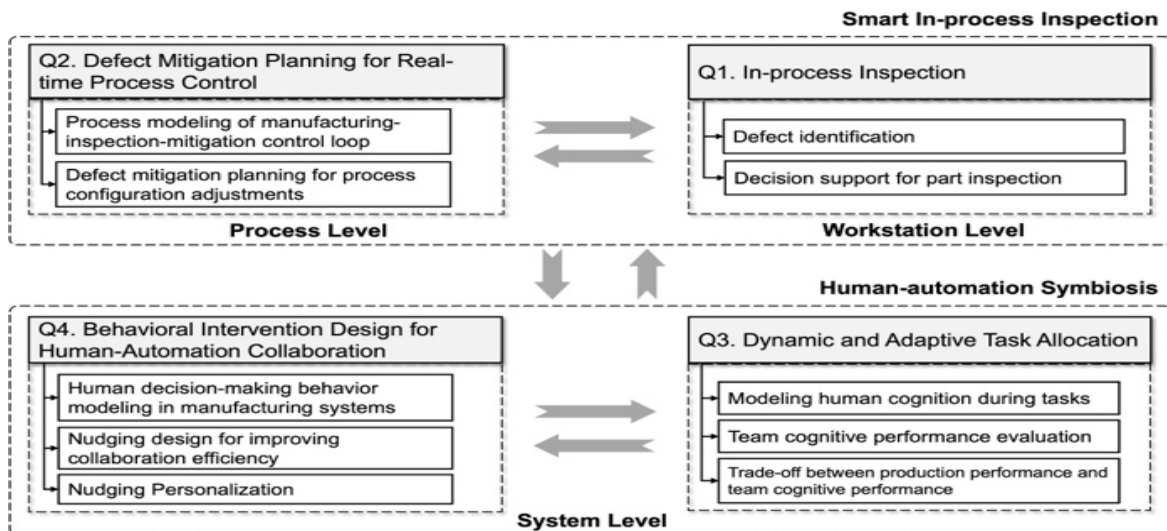 Smart In-process Inspection
Q2. Defect Mitigation Planning for Real-
time Process Control
Process modeling of manufacturing-
inspection-mitigation control loop
Defect mitigation planning for process
configuration adjustments
Process Level
Q1. In-process Inspection
Defect identification
Decision support for part inspection
Workstation Level
Human-automation Symbiosis
Q4. Behavioral Intervention Design for
Human-Automation Collaboration
Human decision-making behavior
modeling in manufacturing systems
Nudging design for improving
collaboration efficiency
Nudging Personalization
Q3. Dynamic and Adaptive Task Allocation
Modeling human cognition during tasks
Team cognitive performance evaluation
Trade-off between production performance and
team cognitive performance
System Level